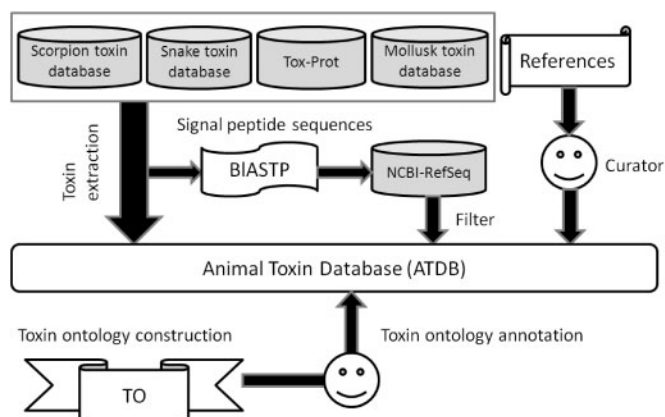 Scorpion toxin
database
Snake toxin
database
Tox-Prot
Mollusk toxin
database
References
Signal peptide sequences
Toxin
extraction
BlASTP
NCBI-RefSeq
Curator
Filter
Animal Toxin Database (ATDB)
Toxin ontology construction
Toxin ontology annotation
TO